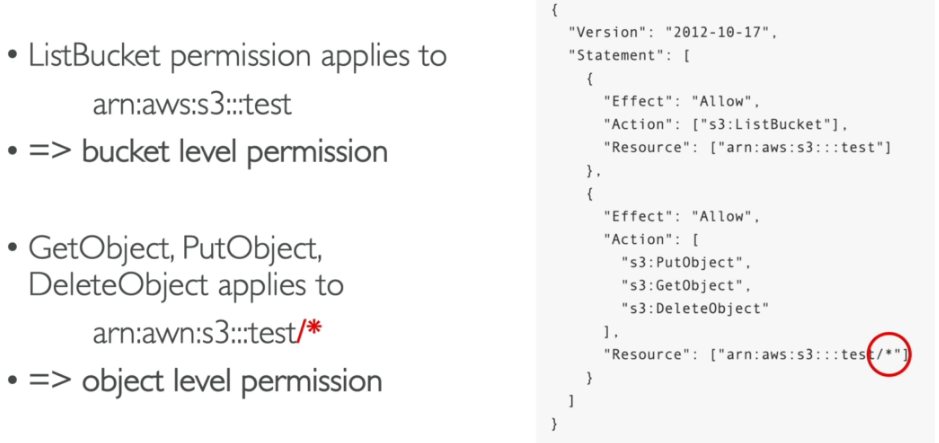 • ListBucket permission applies to
arn:aws:s3:::test
• => bucket level permission
• GetObject, PutObject,
DeleteObject applies to
arn:awn:s3:::test/*
• => object level permission
{
"Version": "2012-10-17",
"Statement": [
{
"Effect": "Allow",
"Action": ["s3:ListBucket"],
"Resource": ["arn:aws:s3:::test"]
},
{
"Effect": "Allow",
"Action": [
"s3:PutObject",
"s3:GetObject",
"s3:DeleteObject"
],
"Resource": ["arn:aws:s3:::test/*"]
}
]
}